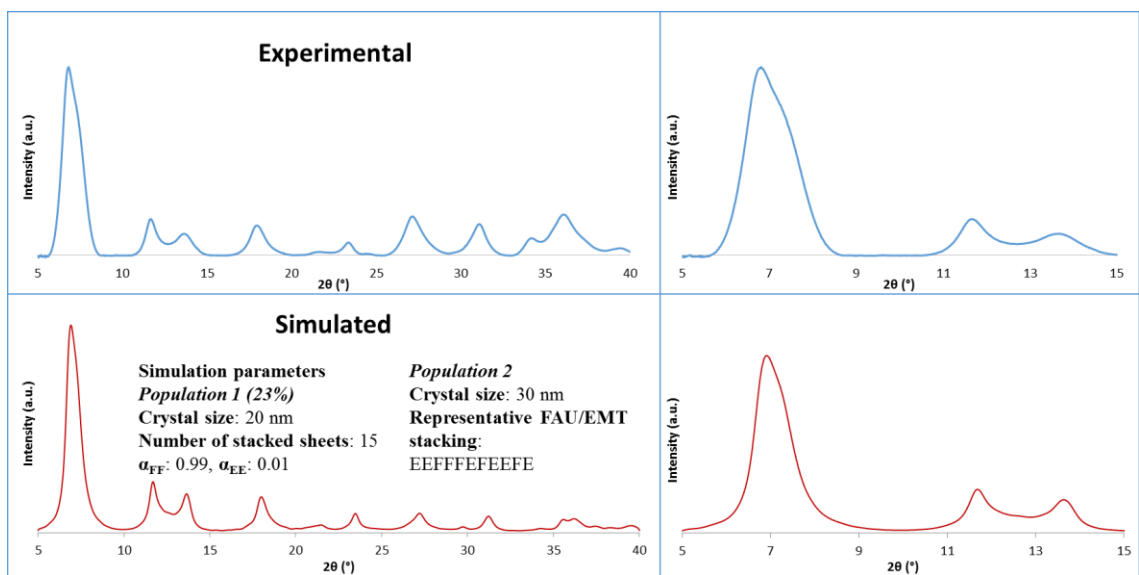 Experimental
Intensity (a.u.)
5 10 15 20 25 30 35 40
2θ (°)
Intensity (a.u.)
5 7 9 11 13 15
2θ (°)
Simulated
Simulation parameters
Population 1 (23%)
Crystal size: 20 nm
Number of stacked sheets: 15
αFF: 0.99, αEE: 0.01
Population 2
Crystal size: 30 nm
Representative FAU/EMT
stacking:
EEFFFEFEEFE
Intensity (a.u.)
5 10 15 20 25 30 35 40
2θ (°)
Intensity (a.u.)
5 7 9 11 13 15
2θ (°)